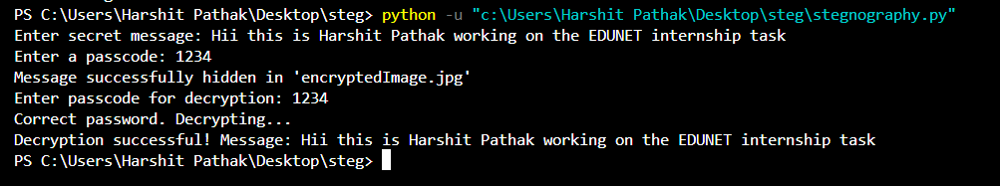 PS C:\Users\Harshit Pathak\Desktop\steg> python -u "c:\Users\Harshit Pathak\Desktop\steg\stegnography.py"
Enter secret message: Hii this is Harshit Pathak working on the EDUNET internship task
Enter a passcode: 1234
Message successfully hidden in 'encryptedImage.jpg'
Enter passcode for decryption: 1234
Correct password. Decrypting...
Decryption successful! Message: Hii this is Harshit Pathak working on the EDUNET internship task
PS C:\Users\Harshit Pathak\Desktop\steg>